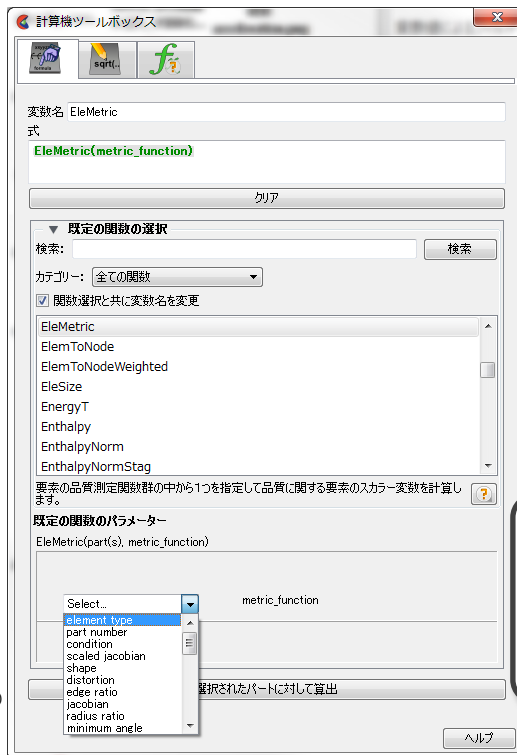 計算機ツールボックス
sqrt(..
変数名 EleMetric
式
EleMetric(metric_function)
クリア
既定の関数の選択
検索: 検索
カテゴリー: 全ての関数
関数選択と共に変数名を変更
EleMetric
ElemToNode
ElemToNodeWeighted
EleSize
EnergyT
Enthalpy
EnthalpyNorm
EnthalpyNormStag
要素の品質測定関数群の中から1つを指定して品質に関する要素のスカラー変数を計算し
ます。
既定の関数のパラメーター
EleMetric(part(s), metric_function)
Select... metric_function
element type
part number
condition
scaled jacobian
shape
distortion
edge ratio
jacobian
radius ratio
minimum angle
選択されたパートに対して算出
ヘルプ